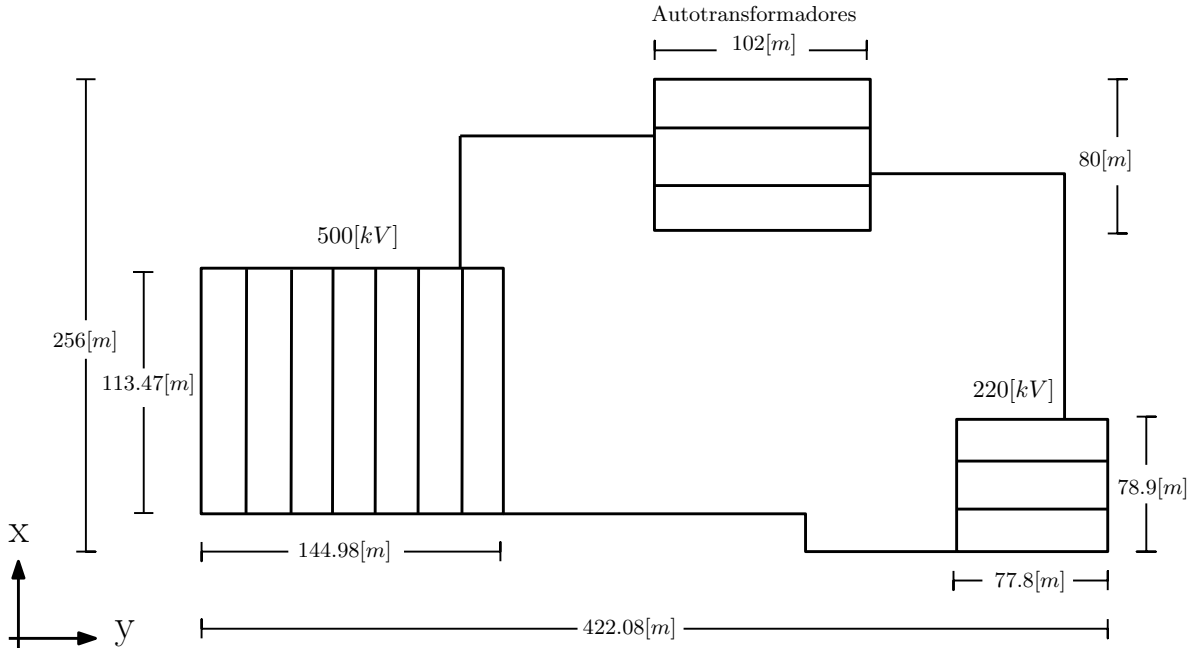 Autotransformadores
102[m]
80[m]
500[kV]
256[m]
113.47[m]
220[kV]
78.9[m]
x
144.98[m]
77.8[m]
y
422.08[m]